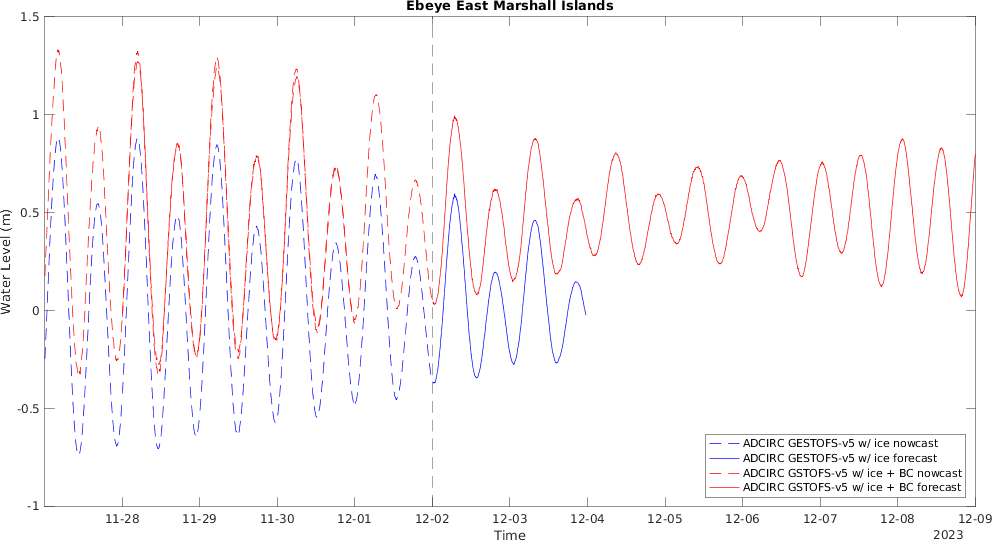 Ebeye East Marshall Islands
1.5
1
0.5
0
-0.5
-1
Water Level (m)
11-28
11-29
11-30
12-01
12-02
12-03
12-04
12-05
12-06
12-07
12-08
12-09
Time
2023
ADCIRC GESTOFS-v5 w/ ice nowcast
ADCIRC GESTOFS-v5 w/ ice forecast
ADCIRC GSTOFS-v5 w/ ice + BC nowcast
ADCIRC GSTOFS-v5 w/ ice + BC forecast